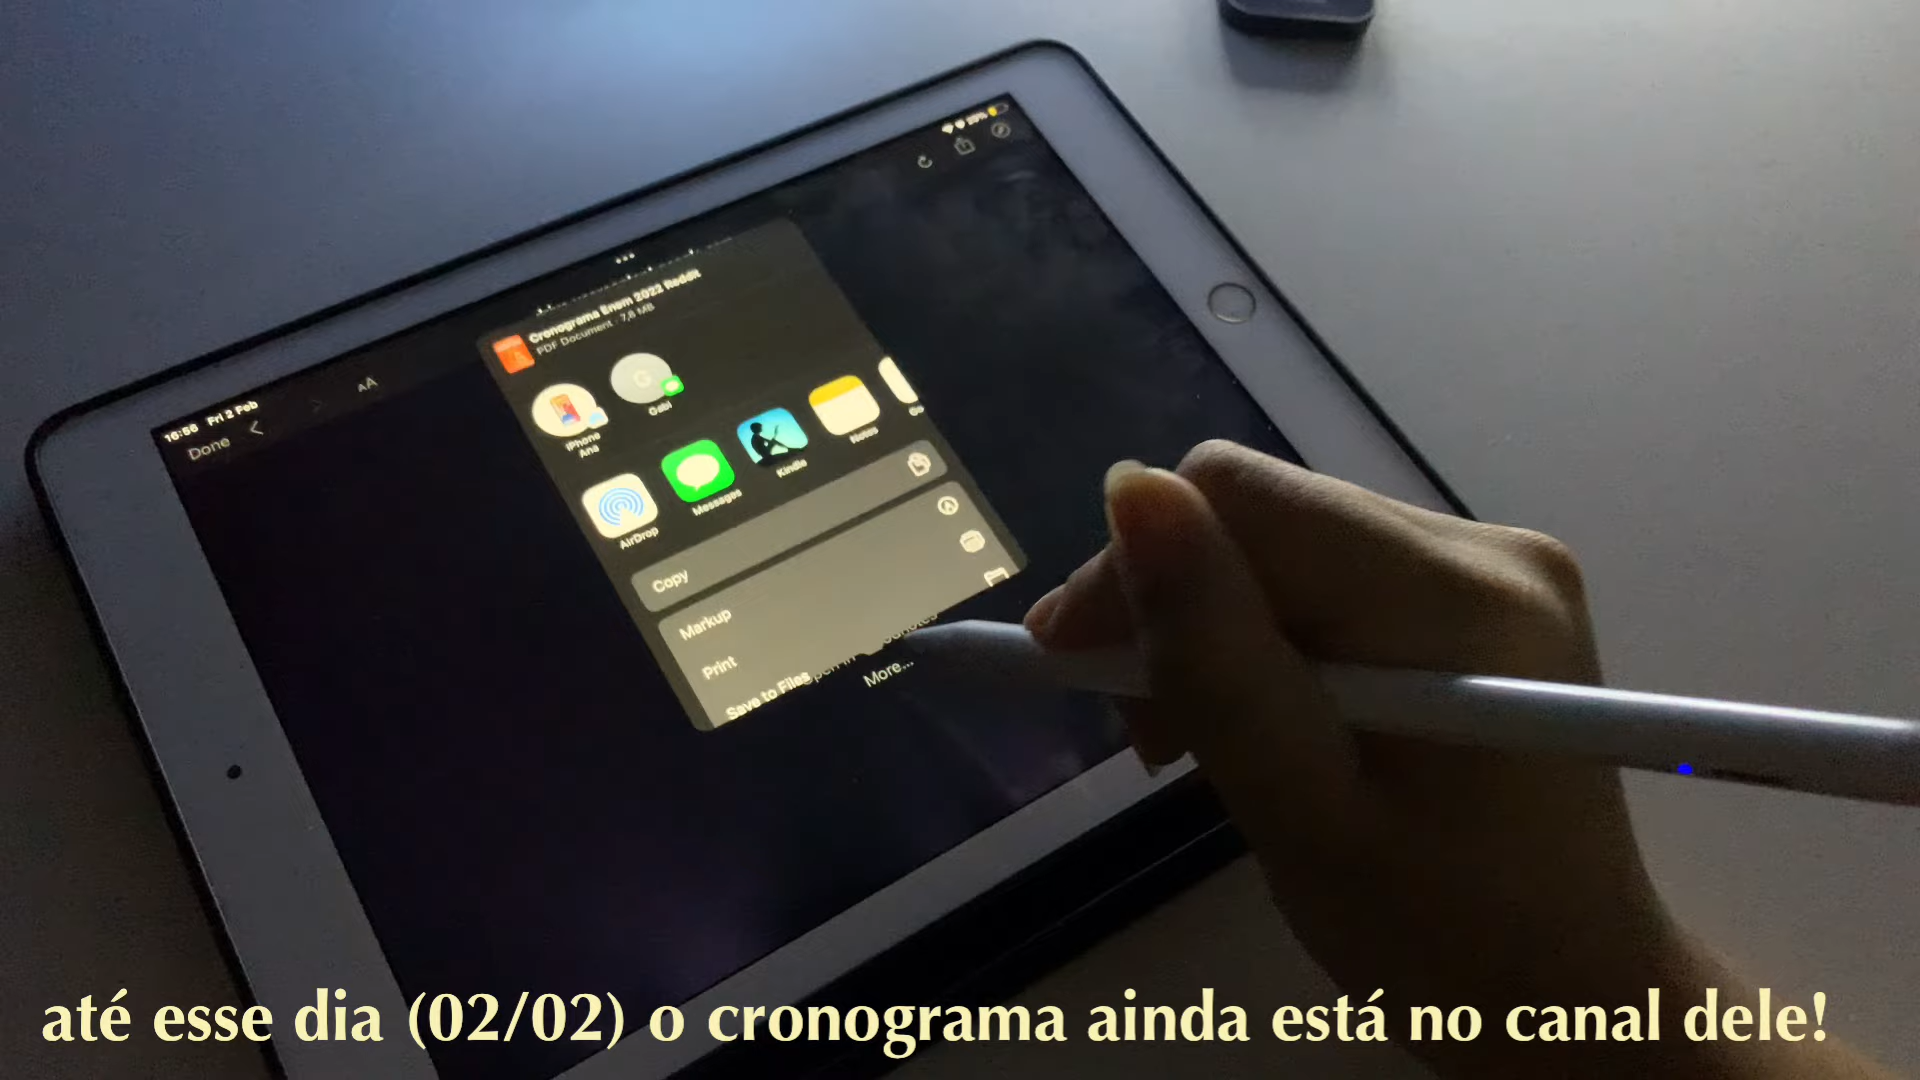 16:56 Fri 2 Feb
25%
Done
AA
Cronograma Enem 2022 Reddit
PDF Document · 7,8 MB
G
iPhone
Ana
Gabi
AirDrop
Messages
Kindle
Notes
Go
Copy
Markup
Print
Save to Files
More...
até esse dia (02/02) o cronograma ainda está no canal dele!